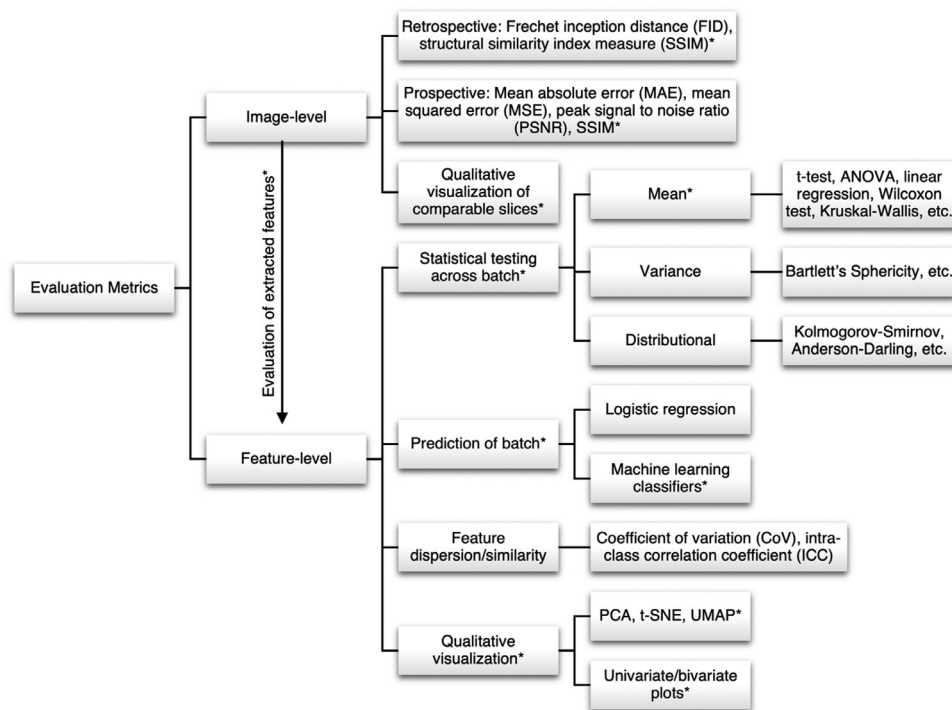 Retrospective: Frechet inception distance (FID),
structural similarity index measure (SSIM)*
Prospective: Mean absolute error (MAE), mean
squared error (MSE), peak signal to noise ratio
(PSNR), SSIM*
Image-level
Qualitative
visualization of
comparable slices*
Mean*
t-test, ANOVA, linear
regression, Wilcoxon
test, Kruskal-Wallis, etc.
Evaluation of extracted features*
Statistical testing
across batch*
Variance
Bartlett's Sphericity, etc.
Evaluation Metrics
Distributional
Kolmogorov-Smirnov,
Anderson-Darling, etc.
Feature-level
Prediction of batch*
Logistic regression
Machine learning
classifiers*
Feature
dispersion/similarity
Coefficient of variation (CoV), intra-
class correlation coefficient (ICC)
Qualitative
visualization*
PCA, t-SNE, UMAP*
Univariate/bivariate
plots*